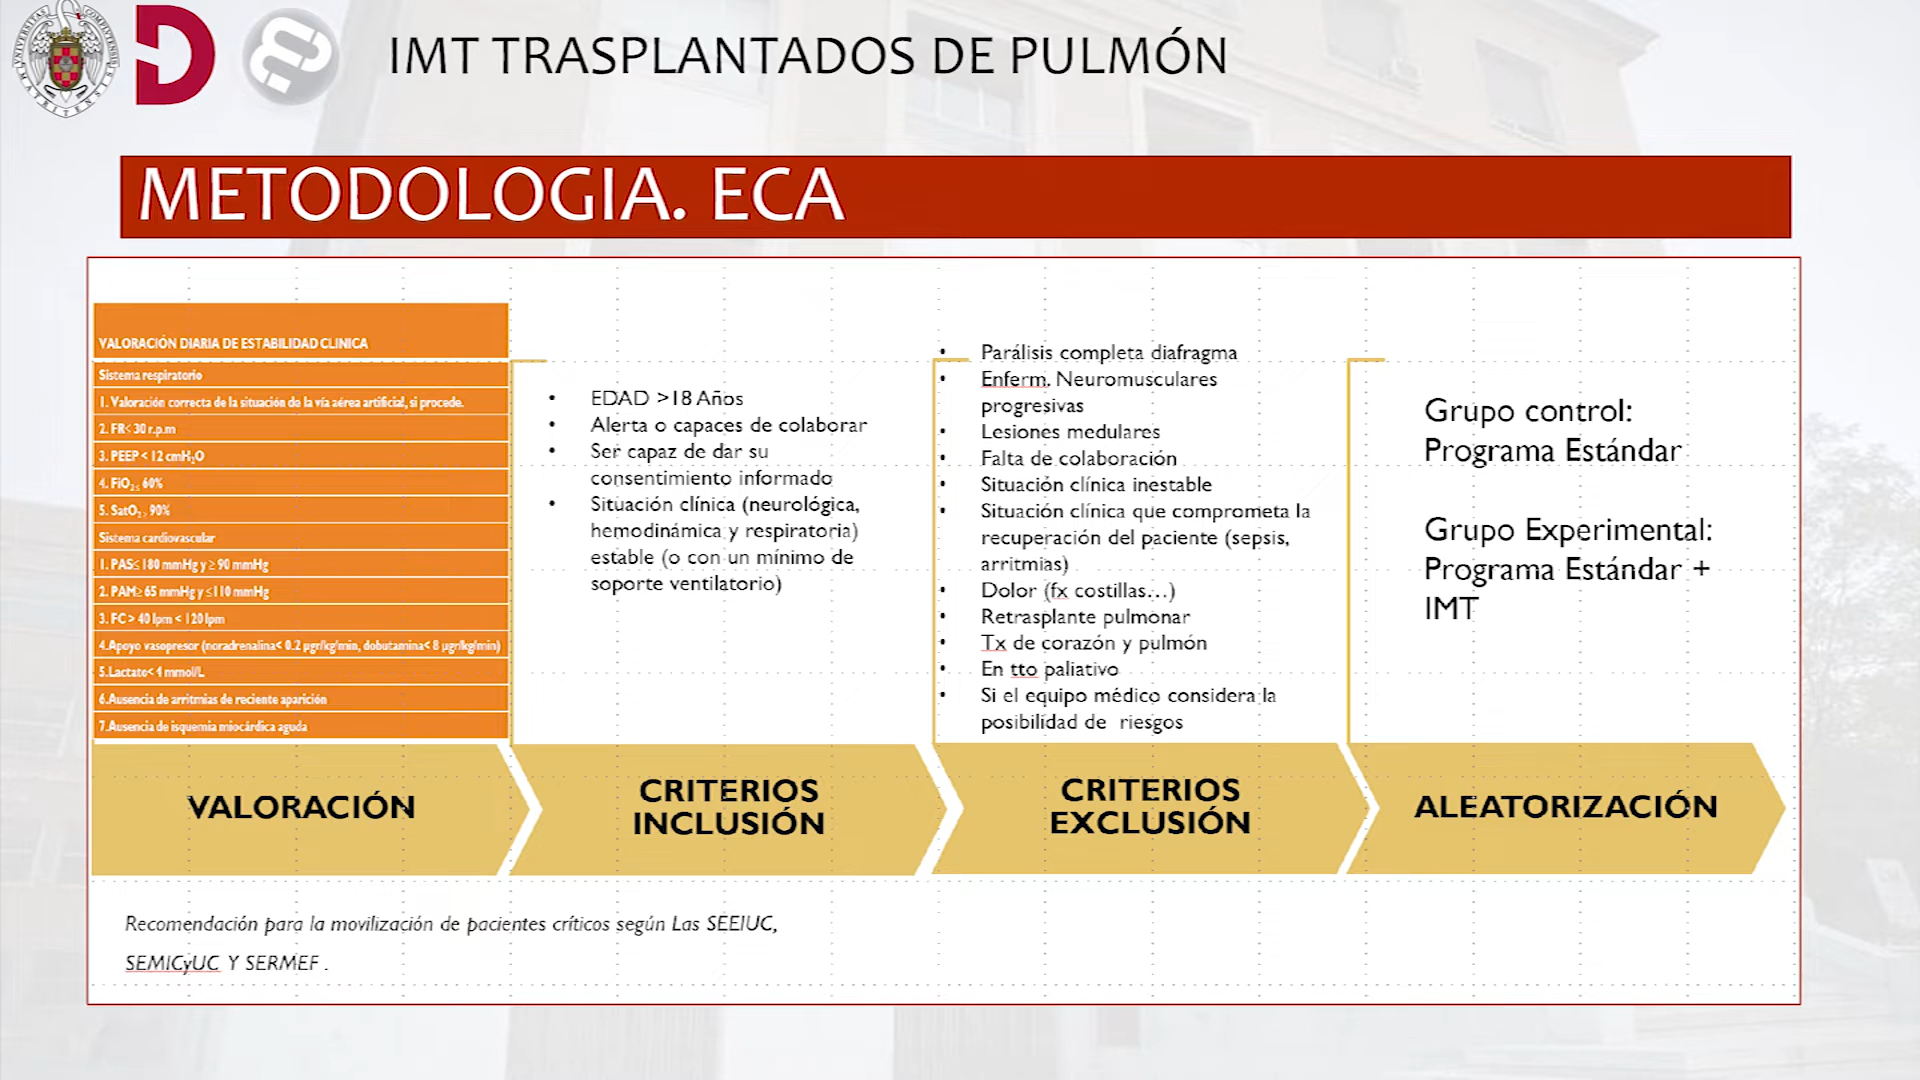 IMT TRASPLANTADOS DE PULMÓN
METODOLOGIA. ECA
VALORACIÓN DIARIA DE ESTABILIDAD CLINICA
Sistema respiratorio
1. Valoración correcta de la situación de la vía aérea artificial, si procede.
2. FR< 30 r.p.m
3. PEEP < 12 cmH₂O
4. FiO₂ ≤ 60%
5. SatO₂ ≥ 90%
Sistema cardiovascular
1. PAS≤ 180 mmHg y ≥ 90 mmHg
2. PAM≥ 65 mmHg y ≤110 mmHg
3. FC > 40 lpm < 120 lpm
4.Apoyo vasopresor (noradrenalina< 0.2 µgr/kg/min, dobutamina< 8 µgr/kg/min)
5.Lactato< 4 mmol/L
6.Ausencia de arritmias de reciente aparición
7.Ausencia de isquemia miocárdica aguda
VALORACIÓN
• EDAD >18 Años
• Alerta o capaces de colaborar
• Ser capaz de dar su
consentimiento informado
• Situación clínica (neurológica,
hemodinámica y respiratoria)
estable (o con un mínimo de
soporte ventilatorio)
CRITERIOS
INCLUSIÓN
• Parálisis completa diafragma
• Enferm. Neuromusculares
progresivas
• Lesiones medulares
• Falta de colaboración
• Situación clínica inestable
• Situación clínica que comprometa la
recuperación del paciente (sepsis,
arritmias)
• Dolor (fx costillas...)
• Retrasplante pulmonar
• Tx de corazón y pulmón
• En tto paliativo
• Si el equipo médico considera la
posibilidad de riesgos
CRITERIOS
EXCLUSIÓN
Grupo control:
Programa Estándar
Grupo Experimental:
Programa Estándar +
IMT
ALEATORIZACIÓN
Recomendación para la movilización de pacientes críticos según Las SEEIUC,
SEMICyUC Y SERMEF .